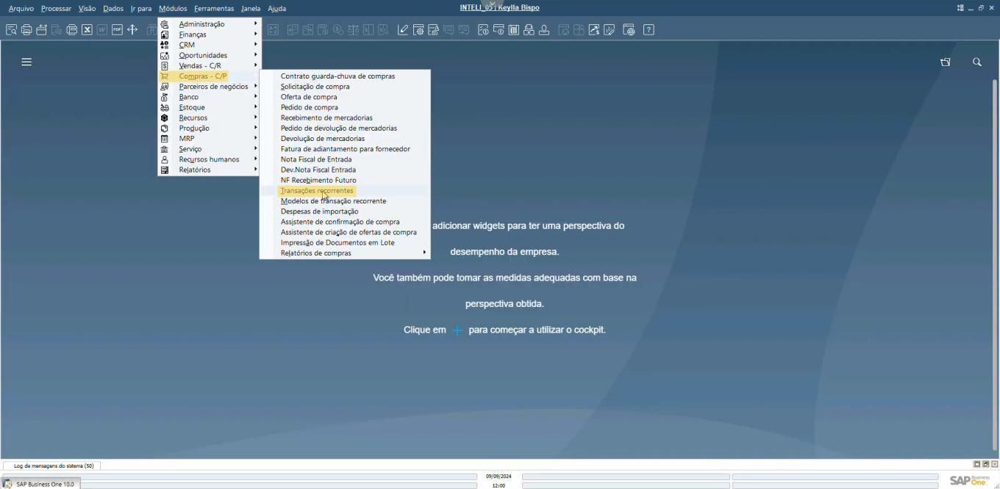 Arquivo Processar Visão Dados Ir para Módulos Ferramentas Janela Ajuda
INTELI_05 | Keylla Bispo
PDF
Administração
Finanças
CRM
Oportunidades
Vendas - C/R
Compras - C/P
Parceiros de negócios
Banco
Estoque
Recursos
Produção
MRP
Serviço
Recursos humanos
Relatórios
Contrato guarda-chuva de compras
Solicitação de compra
Oferta de compra
Pedido de compra
Recebimento de mercadorias
Pedido de devolução de mercadorias
Devolução de mercadorias
Fatura de adiantamento para fornecedor
Nota Fiscal de Entrada
Dev.Nota Fiscal Entrada
NF Recebimento Futuro
Transações recorrentes
Modelos de transação recorrente
Despesas de importação
Assistente de confirmação de compra
Assistente de criação de ofertas de compra
Impressão de Documentos em Lote
Relatórios de compras
adicionar widgets para ter uma perspectiva do
desempenho da empresa.
Você também pode tomar as medidas adequadas com base na
perspectiva obtida.
Clique em + para começar a utilizar o cockpit.
Log de mensagens do sistema (50)
09/09/2024
12:00
SAP Business One 10.0
SAP Business One